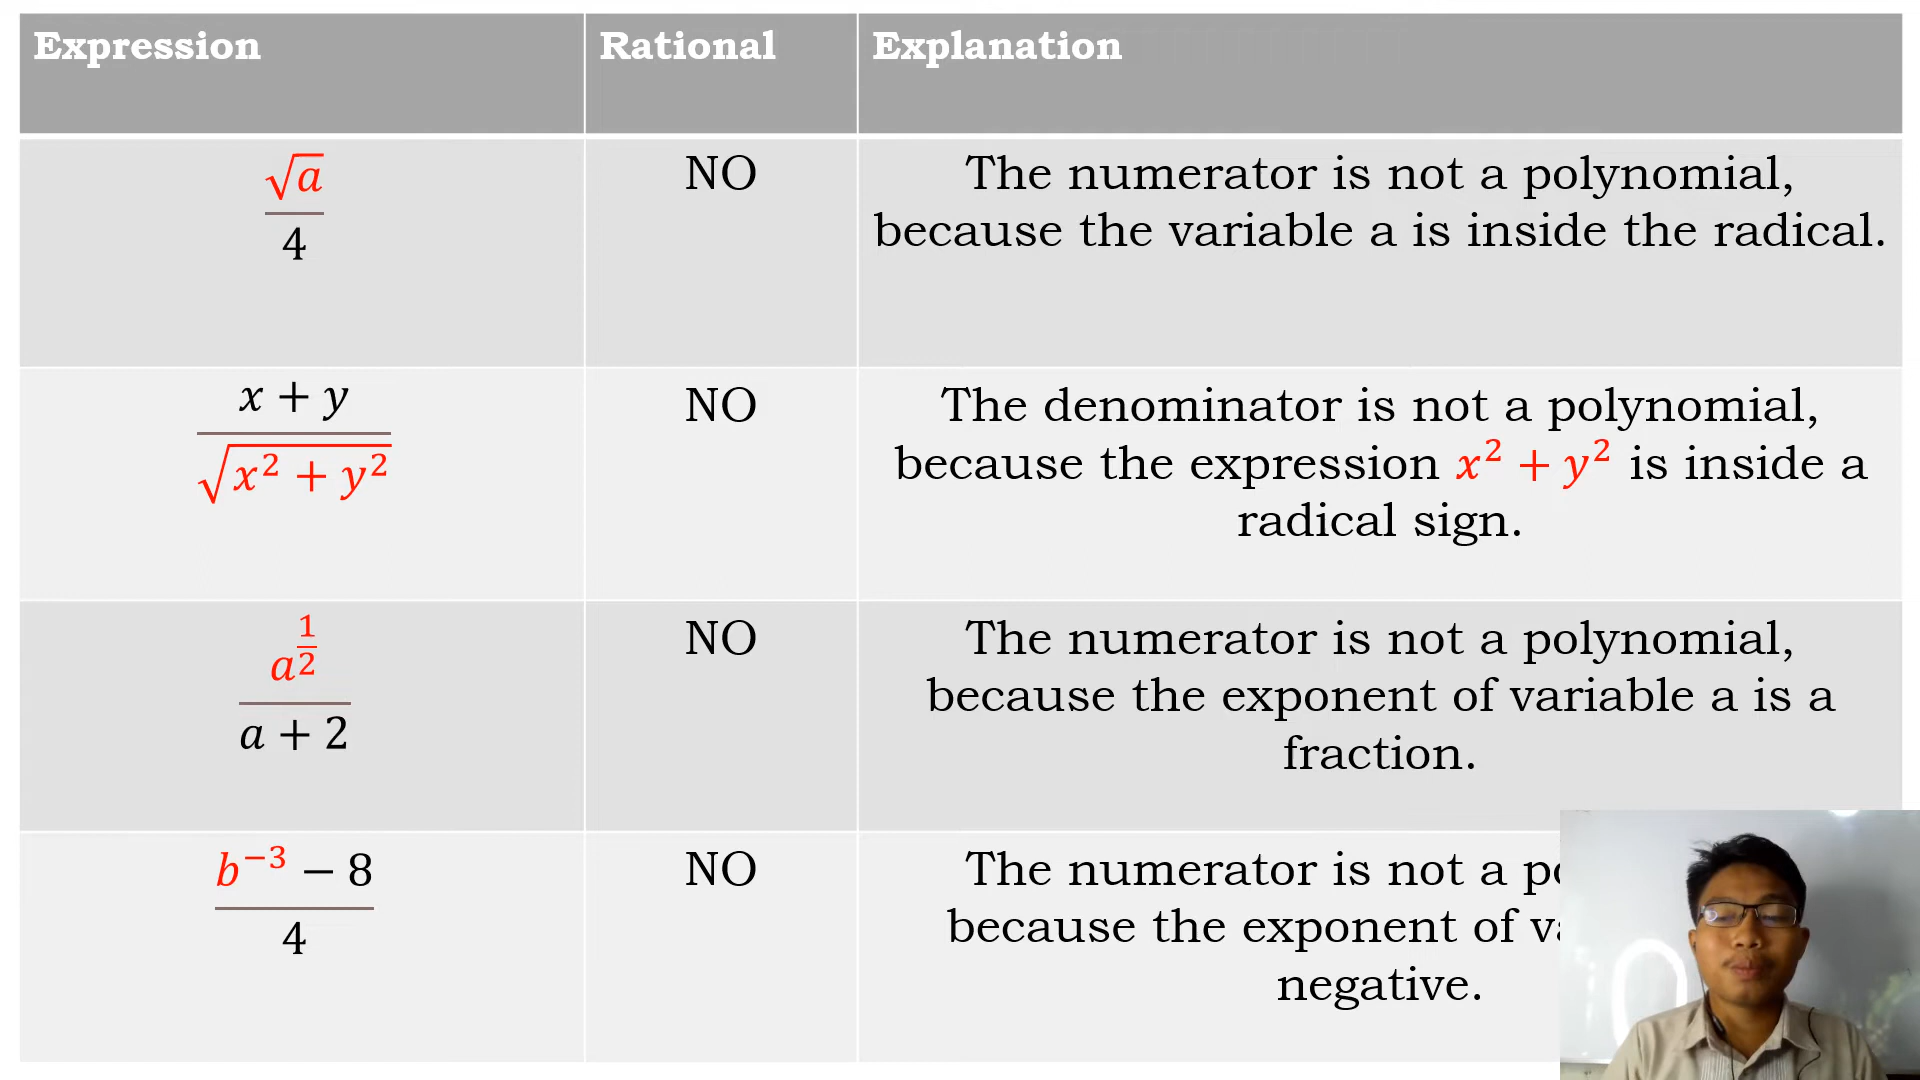 Expression Rational Explanation
√a/4 NO The numerator is not a polynomial,
because the variable a is inside the radical.
x + y/√x² + y² NO The denominator is not a polynomial,
because the expression x² + y² is inside a
radical sign.
a^(1/2)/a + 2 NO The numerator is not a polynomial,
because the exponent of variable a is a
fraction.
b⁻³ − 8/4 NO The numerator is not a
because the exponent of
negative.